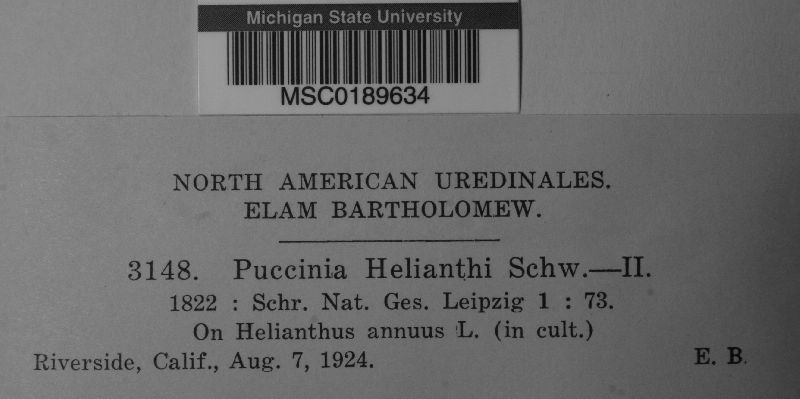 Michigan State University
MSC0189634
NORTH AMERICAN UREDINALES.
ELAM BARTHOLOMEW.
3148. Puccinia Helianthi Schw.—II.
1822 : Schr. Nat. Ges. Leipzig 1 : 73.
On Helianthus annuus L. (in cult.)
Riverside, Calif., Aug. 7, 1924. E. B.